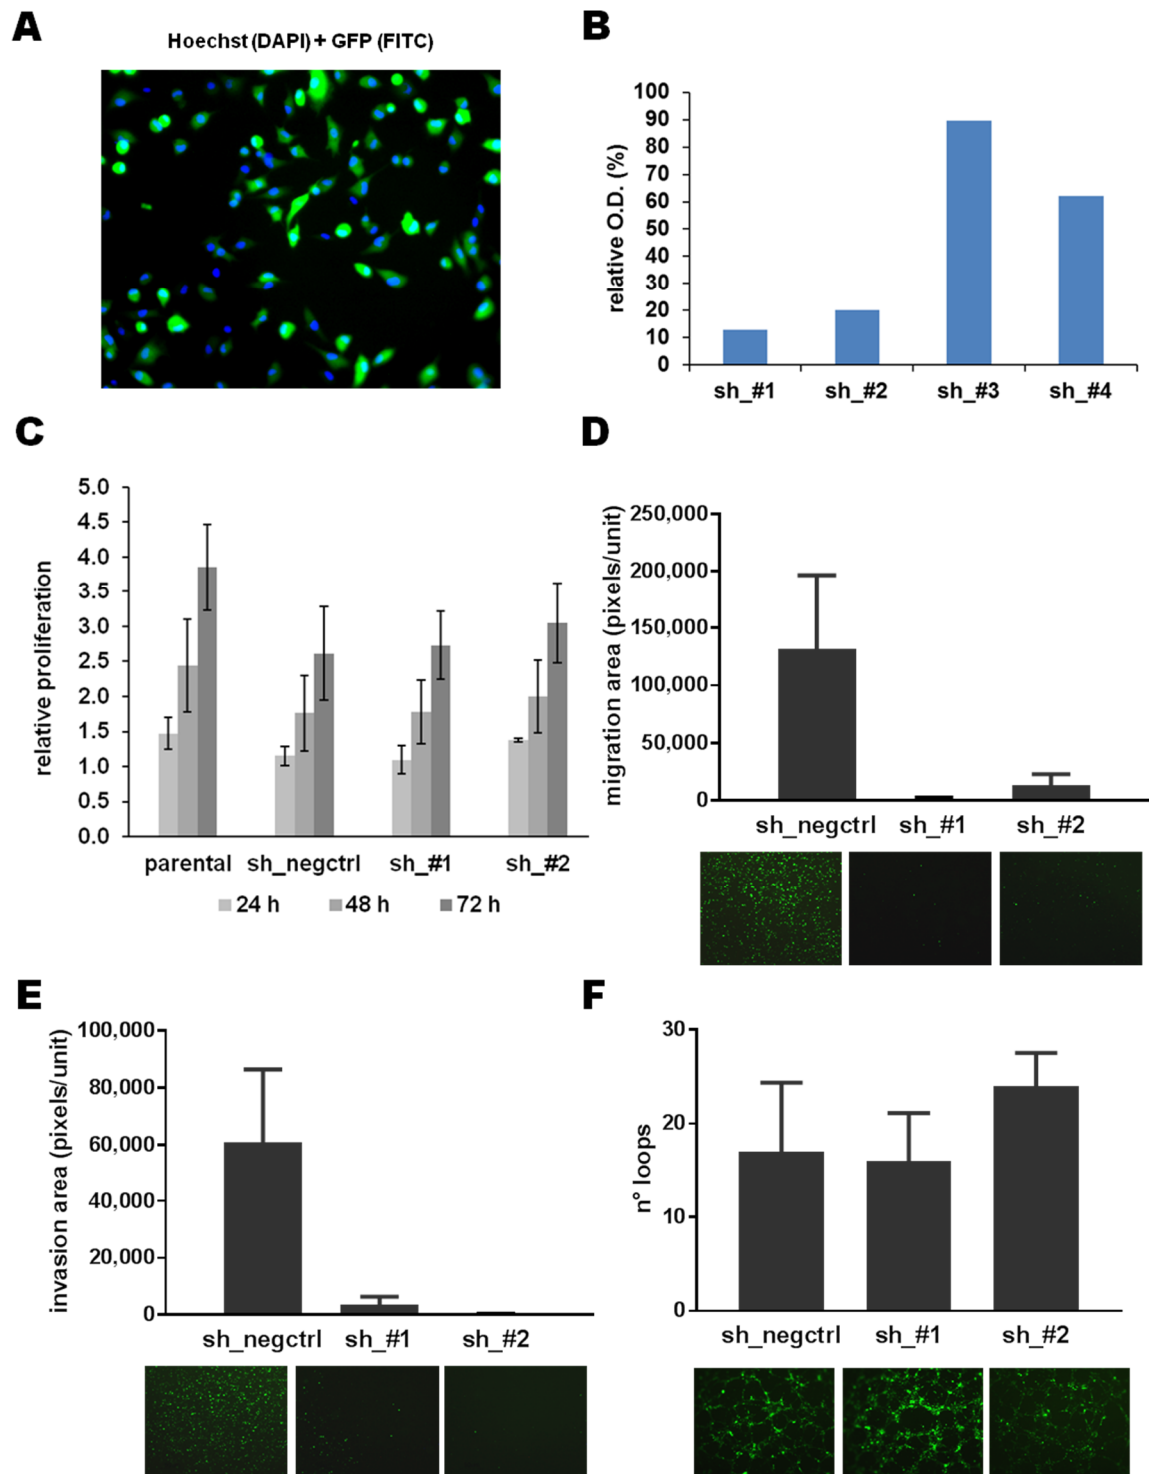 A
Hoechst (DAPI) + GFP (FITC)
B
relative O.D. (%)
100
90
80
70
60
50
40
30
20
10
0
sh_#1 sh_#2 sh_#3 sh_#4
C
relative proliferation
5.0
4.5
4.0
3.5
3.0
2.5
2.0
1.5
1.0
0.5
0.0
parental sh_negctrl sh_#1 sh_#2
24 h 48 h 72 h
D
migration area (pixels/unit)
250,000
200,000
150,000
100,000
50,000
0
sh_negctrl sh_#1 sh_#2
E
invasion area (pixels/unit)
100,000
80,000
60,000
40,000
20,000
0
sh_negctrl sh_#1 sh_#2
F
n° loops
30
20
10
0
sh_negctrl sh_#1 sh_#2